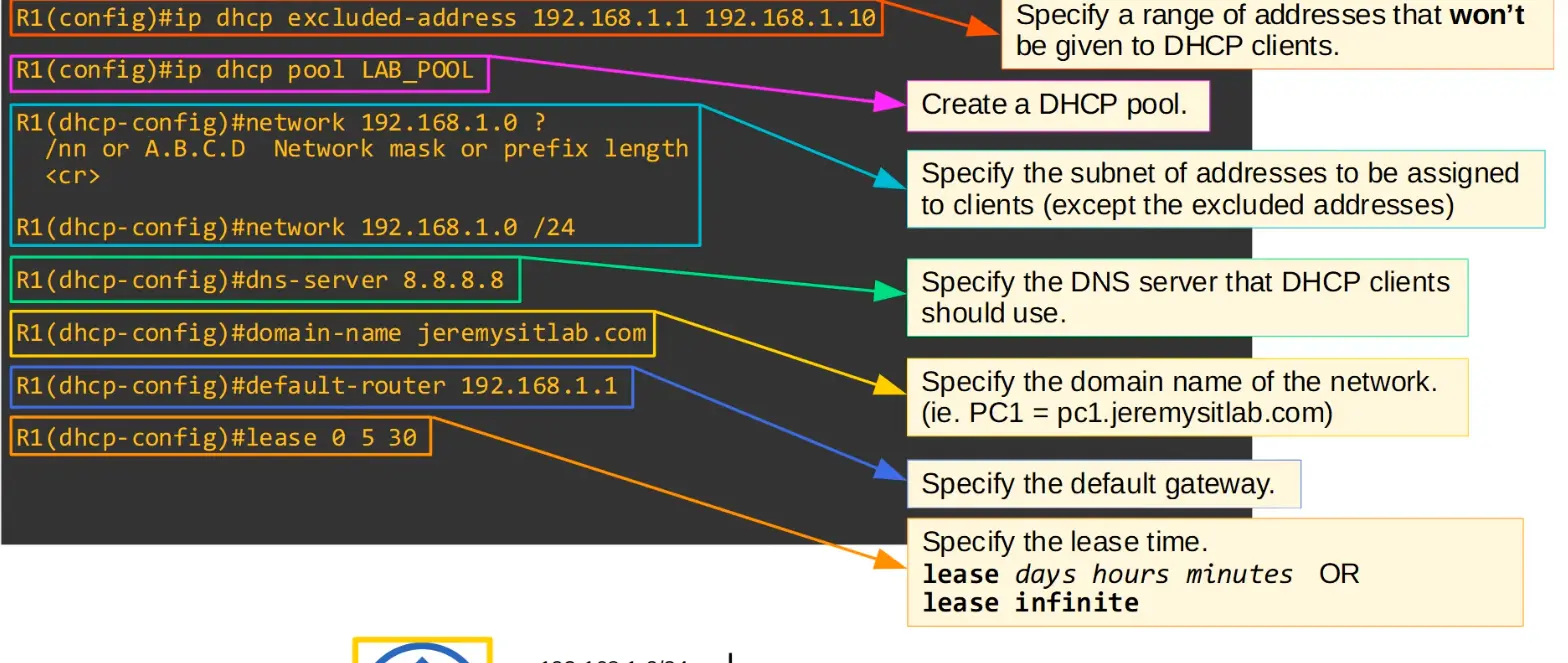 R1(config)#ip dhcp excluded-address 192.168.1.1 192.168.1.10
Specify a range of addresses that won't
be given to DHCP clients.
R1(config)#ip dhcp pool LAB_POOL
Create a DHCP pool.
R1(dhcp-config)#network 192.168.1.0 ?
/nn or A.B.C.D  Network mask or prefix length
<cr>
R1(dhcp-config)#network 192.168.1.0 /24
Specify the subnet of addresses to be assigned
to clients (except the excluded addresses)
R1(dhcp-config)#dns-server 8.8.8.8
Specify the DNS server that DHCP clients
should use.
R1(dhcp-config)#domain-name jeremysitlab.com
Specify the domain name of the network.
(ie. PC1 = pc1.jeremysitlab.com)
R1(dhcp-config)#default-router 192.168.1.1
Specify the default gateway.
R1(dhcp-config)#lease 0 5 30
Specify the lease time.
lease days hours minutes OR
lease infinite